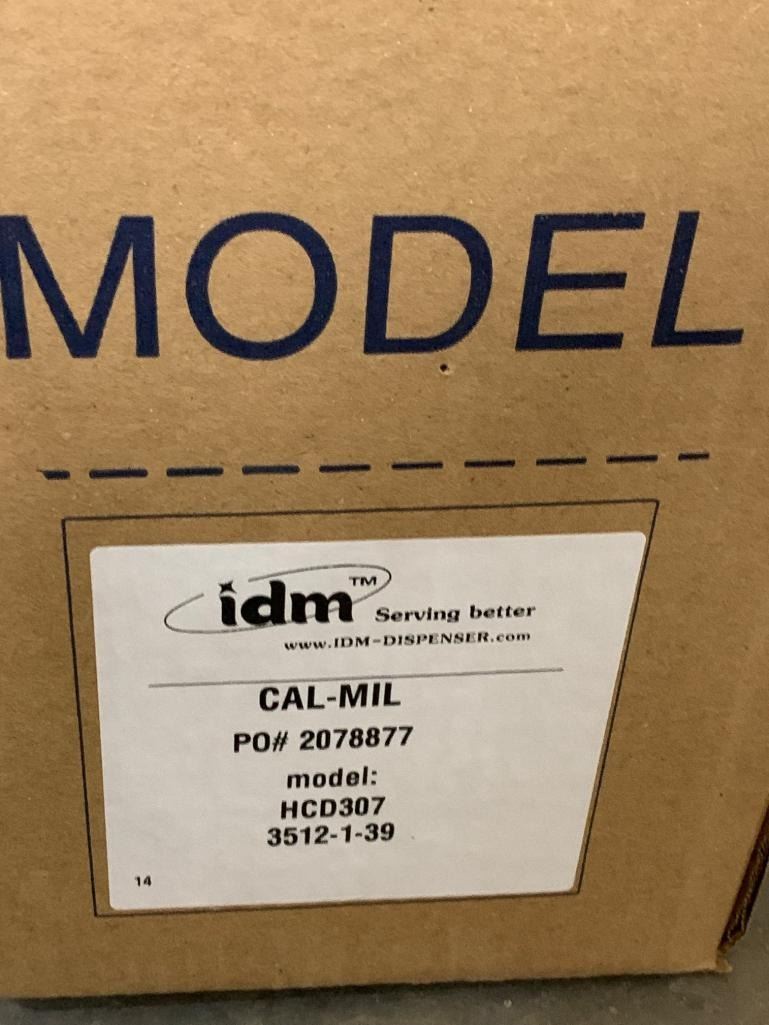 MODEL
idm™ Serving better
www.IDM-DISPENSER.com
CAL-MIL
PO# 2078877
model:
HCD307
3512-1-39
14